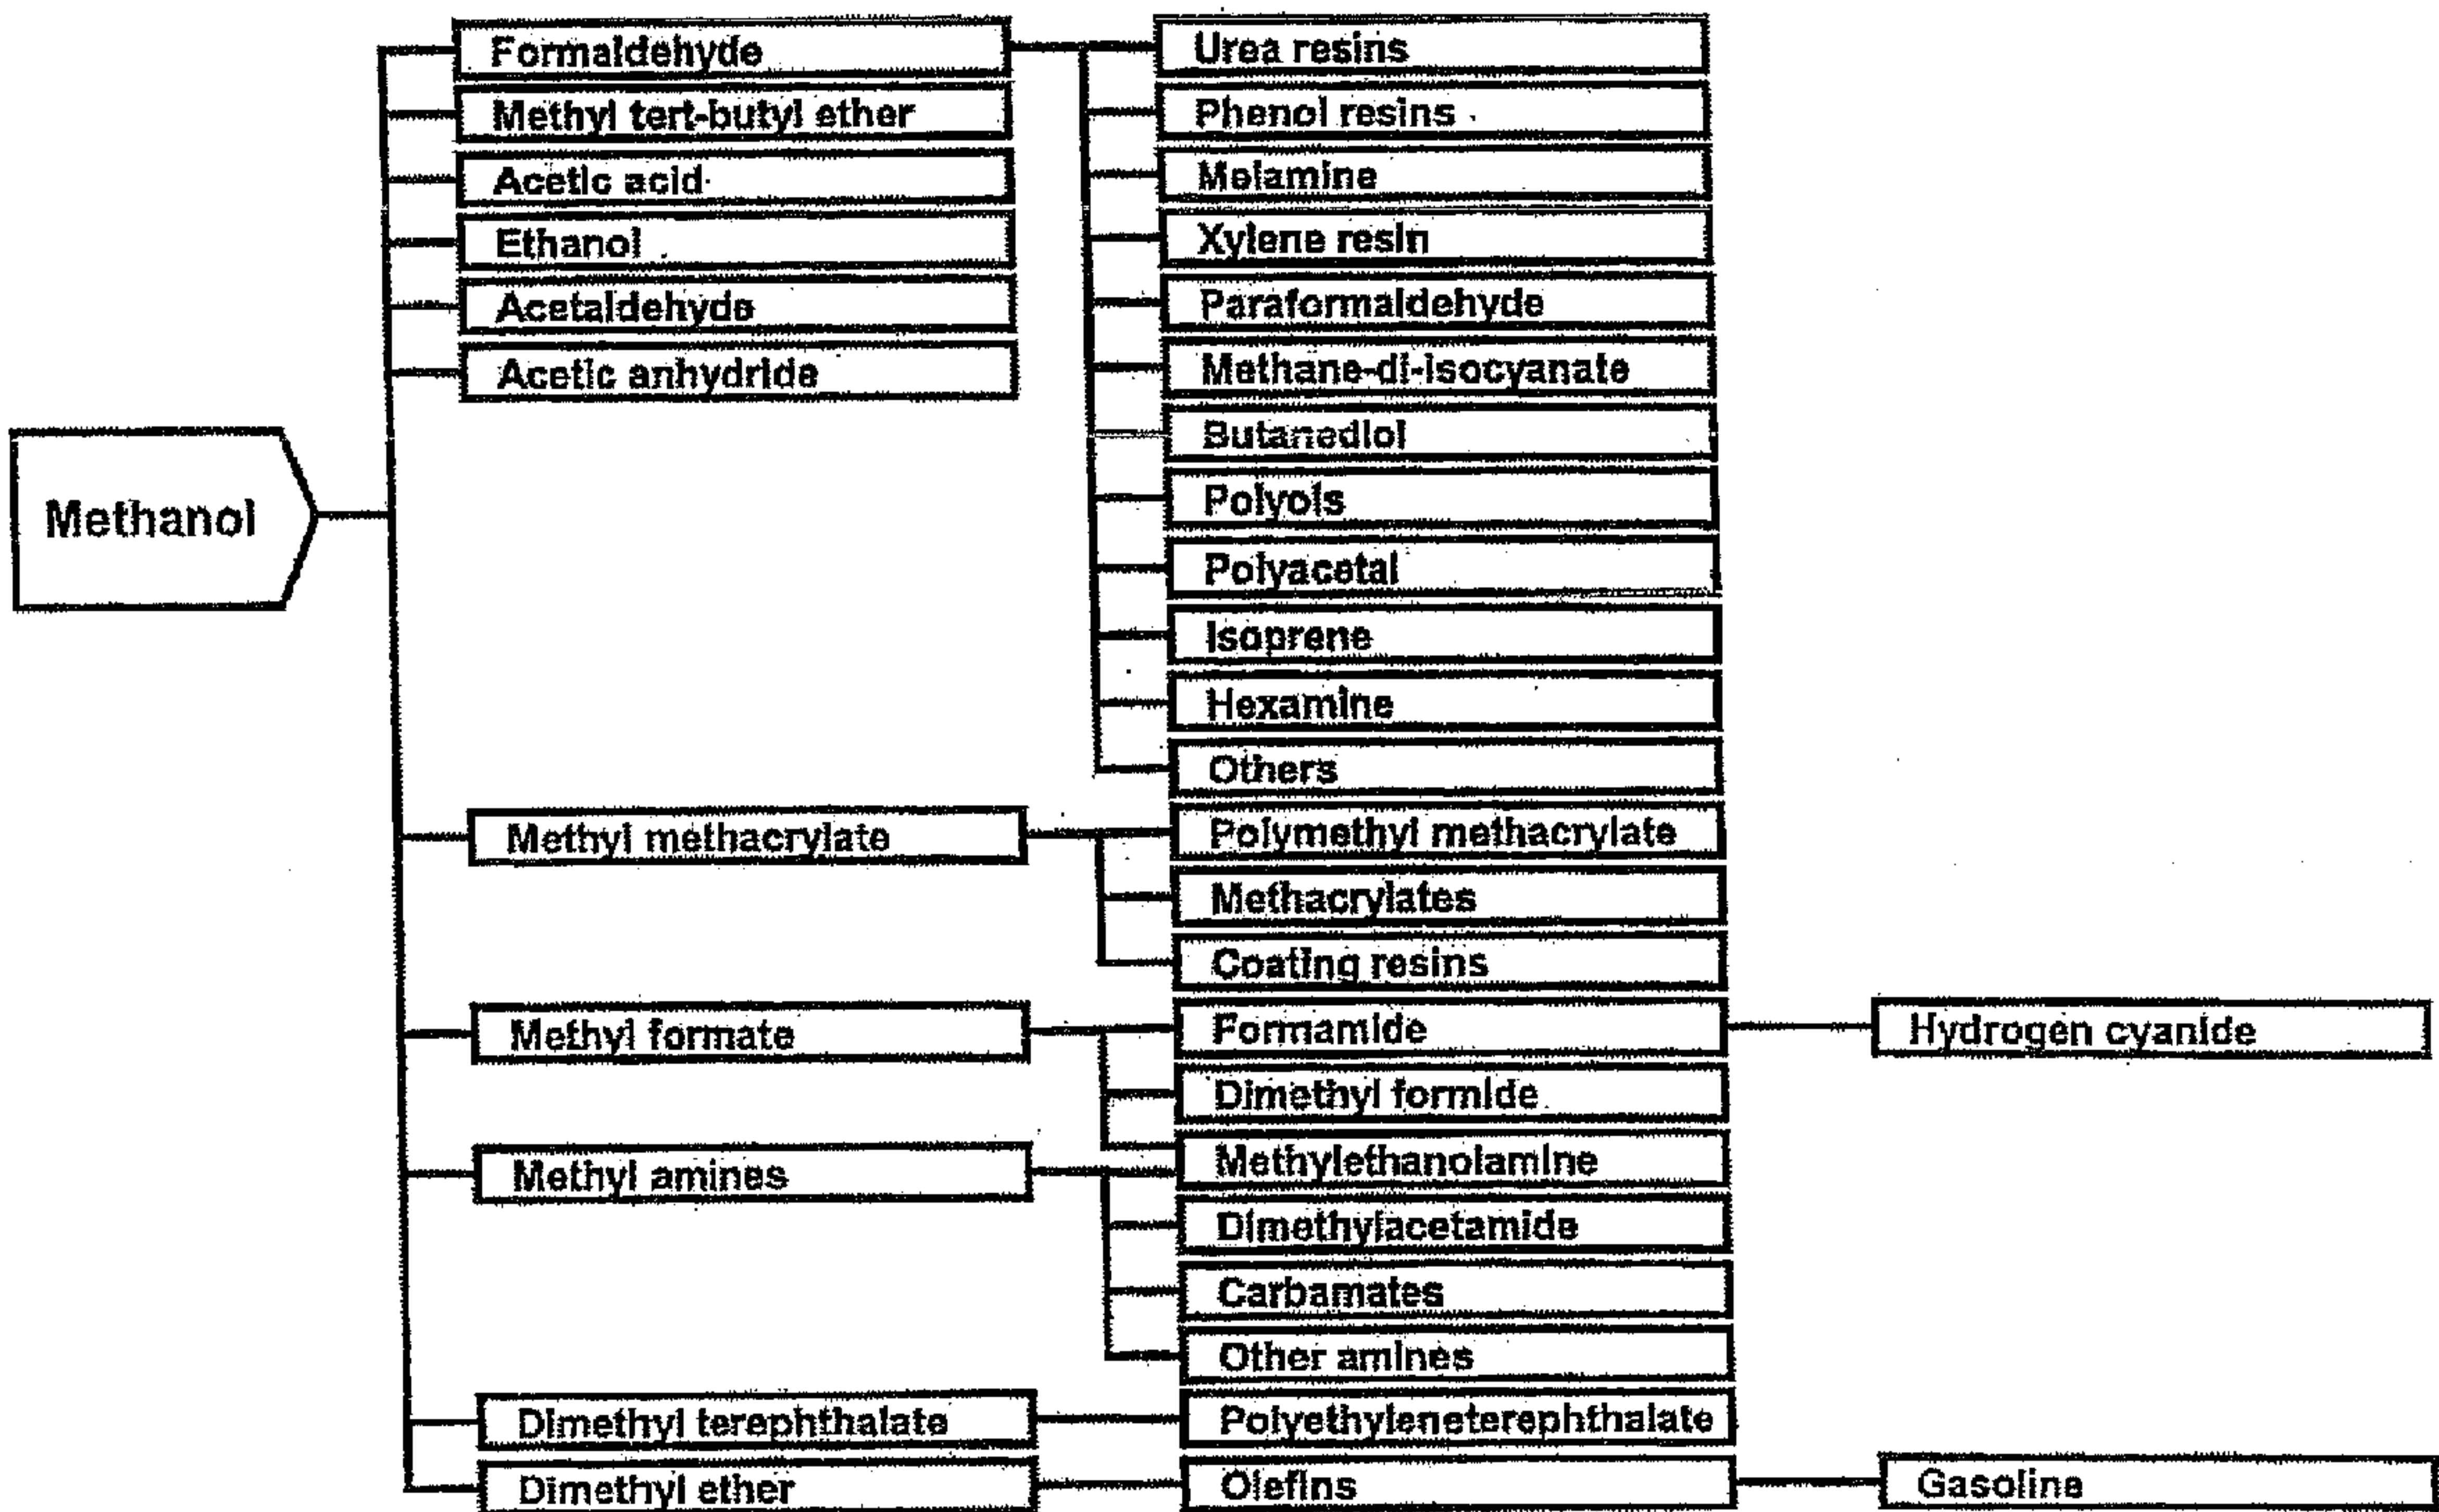 Methanol
Formaldehyde
Methyl tert-butyl ether
Acetic acid
Ethanol
Acetaldehyde
Acetic anhydride
Methyl methacrylate
Methyl formate
Methyl amines
Dimethyl terephthalate
Dimethyl ether
Urea resins
Phenol resins
Melamine
Xylene resin
Paraformaldehyde
Methane-di-isocyanate
Butanediol
Polyols
Polyacetal
Isoprene
Hexamine
Others
Polymethyl methacrylate
Methacrylates
Coating resins
Formamide
Dimethyl formide
Methylethanolamine
Dimethylacetamide
Carbamates
Other amines
Polyethyleneterephthalate
Olefins
Hydrogen cyanide
Gasoline